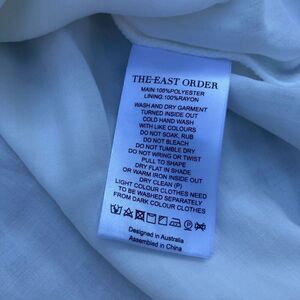 THE EAST ORDER
MAIN:100%POLYESTER
LINING:100%RAYON
WASH AND DRY GARMENT
TURNED INSIDE OUT
COLD HAND WASH
WITH LIKE COLOURS
DO NOT SOAK, RUB
DO NOT BLEACH
DO NOT TUMBLE DRY
DO NOT WRING OR TWIST
PULL TO SHAPE
DRY FLAT IN SHADE
OR WARM IRON INSIDE OUT
DRY CLEAN (P)
LIGHT COLOUR CLOTHES NEED
TO BE WASHED SEPARATELY
FROM DARK COLOUR CLOTHES
Designed in Australia
Assembled in China